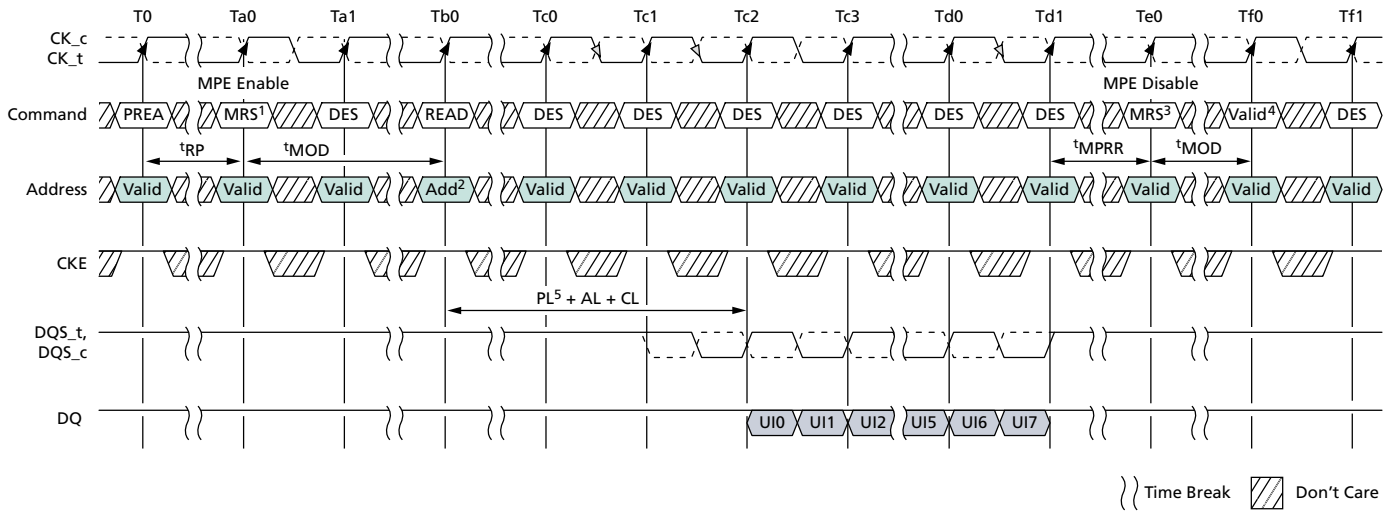 T0 Ta0 Ta1 Tb0 Tc0 Tc1 Tc2 Tc3 Td0 Td1 Te0 Tf0 Tf1
CK_c
CK_t
MPE Enable MPE Disable
Command PREA MRS¹ DES READ DES DES DES DES DES DES MRS³ Valid⁴ DES
ᵗRP ᵗMOD ᵗMPRR ᵗMOD
Address Valid Valid Valid Add² Valid Valid Valid Valid Valid Valid Valid Valid Valid
CKE
PL⁵ + AL + CL
DQS_t,
DQS_c
DQ UI0 UI1 UI2 UI5 UI6 UI7
Time Break Don't Care